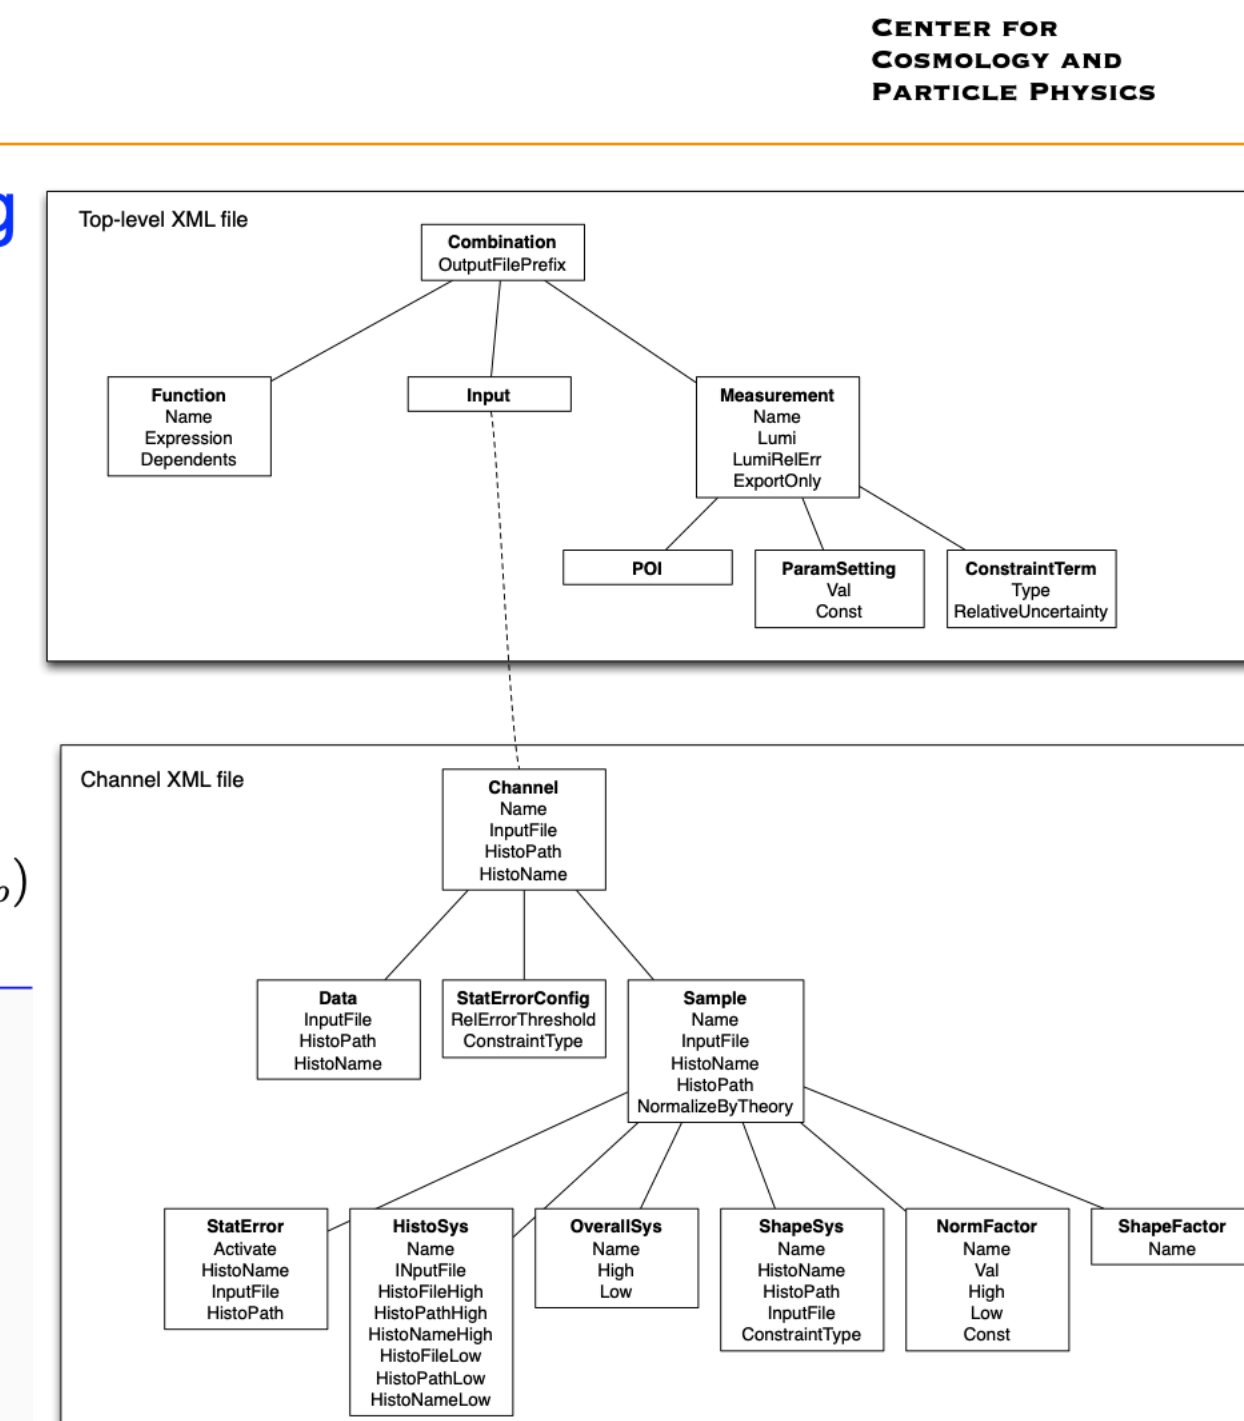 CENTER FOR
COSMOLOGY AND
PARTICLE PHYSICS
g
Top-level XML file
Combination
OutputFilePrefix
Function
Name
Expression
Dependents
Input
Measurement
Name
Lumi
LumiRelErr
ExportOnly
POI
ParamSetting
Val
Const
ConstraintTerm
Type
RelativeUncertainty
Channel XML file
Channel
Name
InputFile
HistoPath
HistoName
)
Data
InputFile
HistoPath
HistoName
StatErrorConfig
RelErrorThreshold
ConstraintType
Sample
Name
InputFile
HistoName
HistoPath
NormalizeByTheory
StatError
Activate
HistoName
InputFile
HistoPath
HistoSys
Name
INputFile
HistoFileHigh
HistoPathHigh
HistoNameHigh
HistoFileLow
HistoPathLow
HistoNameLow
OverallSys
Name
High
Low
ShapeSys
Name
HistoName
HistoPath
InputFile
ConstraintType
NormFactor
Name
Val
High
Low
Const
ShapeFactor
Name